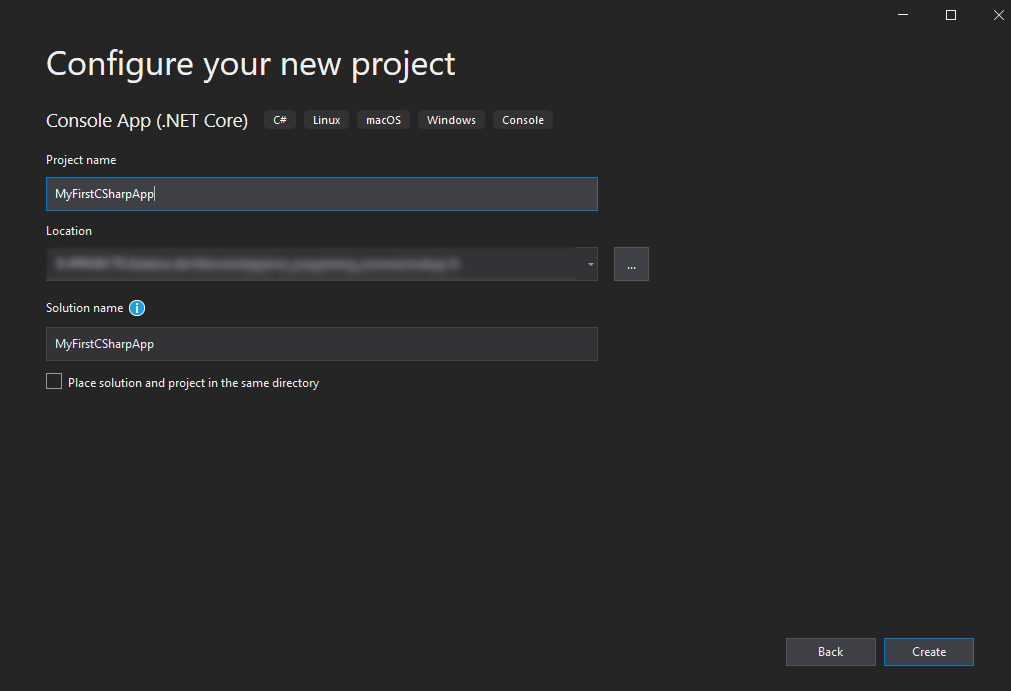 Configure your new project
Console App (.NET Core) C# Linux macOS Windows Console
Project name
MyFirstCSharpApp
Location
...
Solution name i
MyFirstCSharpApp
Place solution and project in the same directory
Back Create